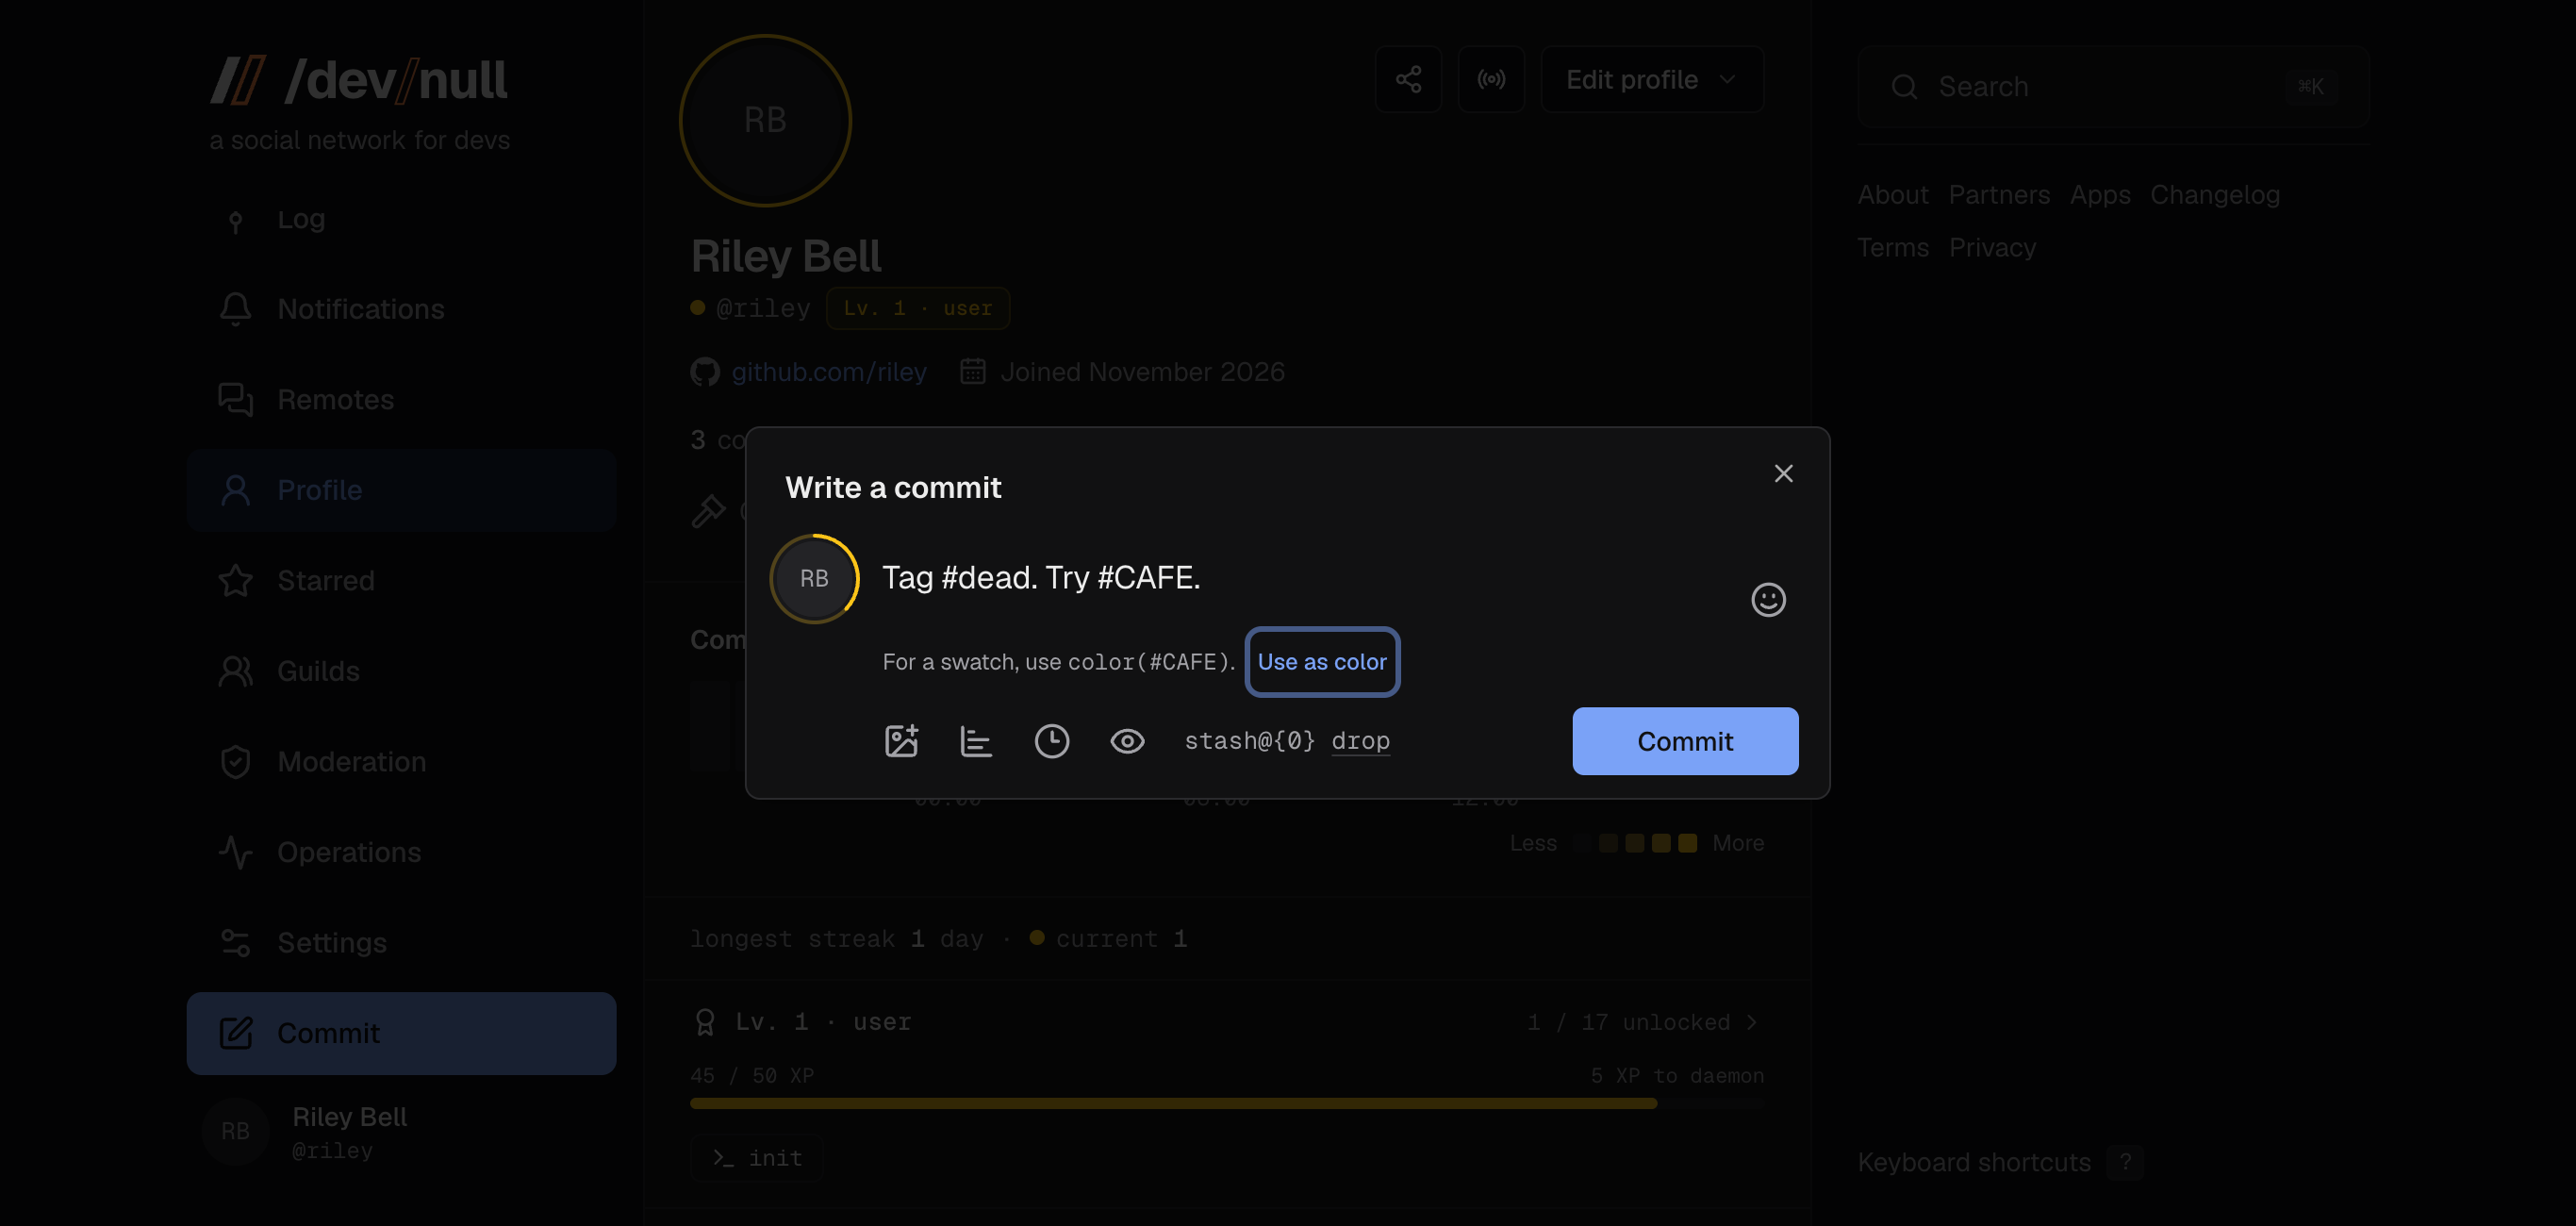 /dev//null
a social network for devs
Log
Notifications
Remotes
Profile
Starred
Guilds
Moderation
Operations
Settings
Commit
RB
Riley Bell
@riley
RB
Edit profile
Riley Bell
@riley Lv. 1 · user
github.com/riley Joined November 2026
3
Write a commit
RB
Tag #dead. Try #CAFE.
For a swatch, use color(#CAFE). Use as color
stash@{0} drop
Commit
Less More
longest streak 1 day · current 1
Lv. 1 · user
1 / 17 unlocked
45 / 50 XP
5 XP to daemon
init
Search ⌘K
About Partners Apps Changelog
Terms Privacy
Keyboard shortcuts ?